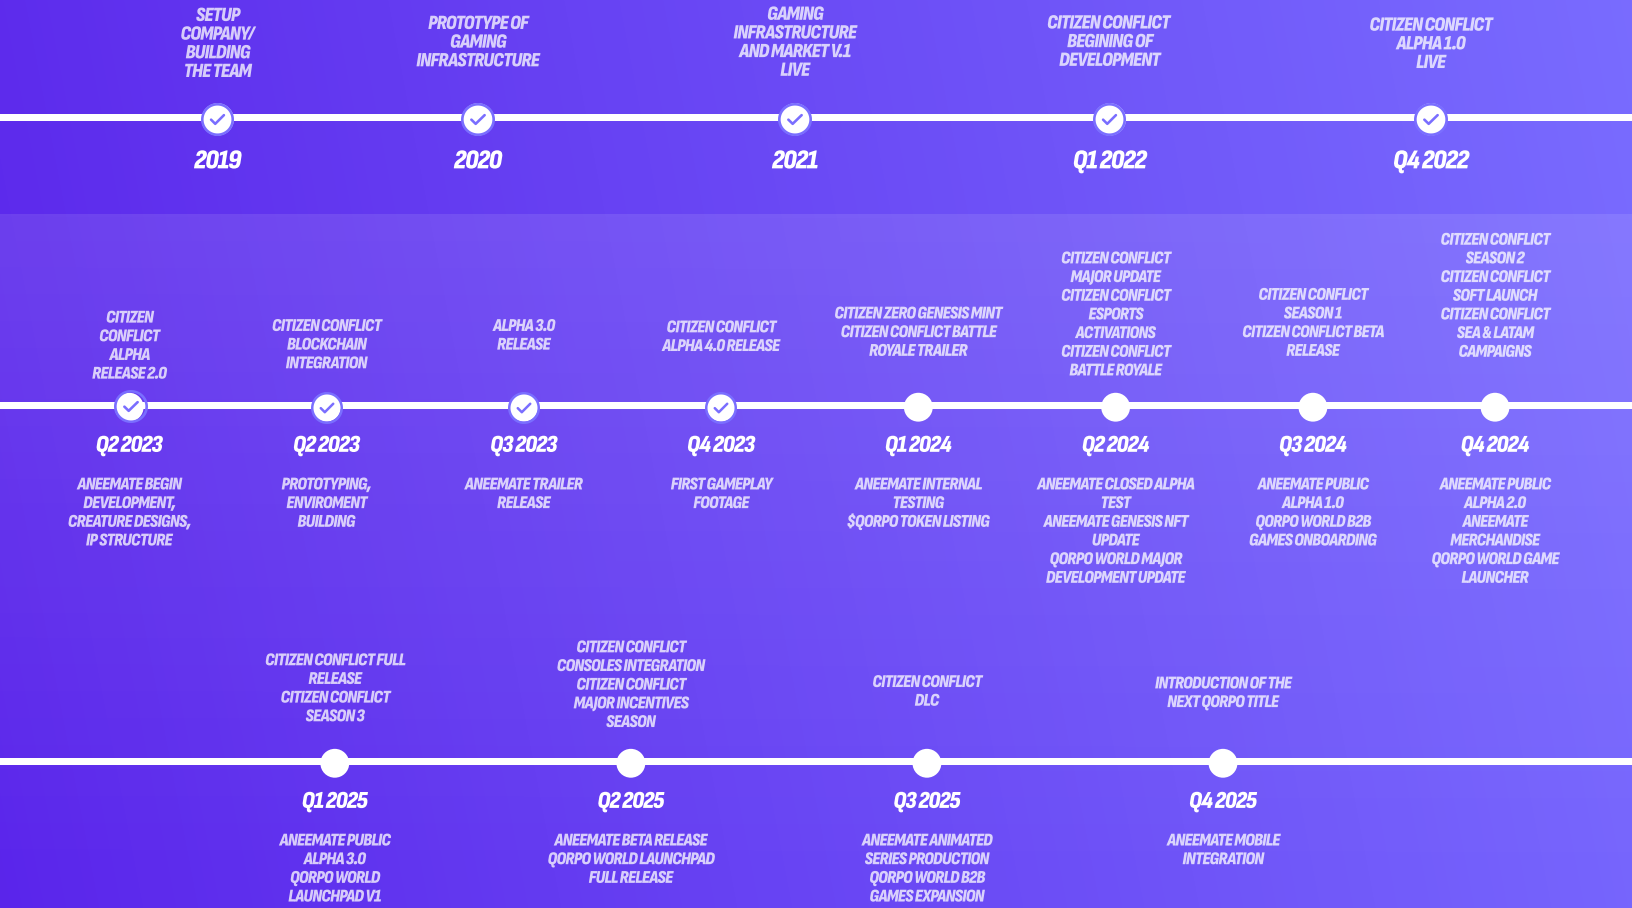 SETUP
COMPANY/
BUILDING
THE TEAM
PROTOTYPE OF
GAMING
INFRASTRUCTURE
GAMING
INFRASTRUCTURE
AND MARKET V.1
LIVE
CITIZEN CONFLICT
BEGINING OF
DEVELOPMENT
CITIZEN CONFLICT
ALPHA 1.0
LIVE
2019
2020
2021
Q1 2022
Q4 2022
CITIZEN
CONFLICT
ALPHA
RELEASE 2.0
CITIZEN CONFLICT
BLOCKCHAIN
INTEGRATION
ALPHA 3.0
RELEASE
CITIZEN CONFLICT
ALPHA 4.0 RELEASE
CITIZEN ZERO GENESIS MINT
CITIZEN CONFLICT BATTLE
ROYALE TRAILER
CITIZEN CONFLICT
MAJOR UPDATE
CITIZEN CONFLICT
ESPORTS
ACTIVATIONS
CITIZEN CONFLICT
BATTLE ROYALE
CITIZEN CONFLICT
SEASON 1
CITIZEN CONFLICT BETA
RELEASE
CITIZEN CONFLICT
SEASON 2
CITIZEN CONFLICT
SOFT LAUNCH
CITIZEN CONFLICT
SEA & LATAM
CAMPAIGNS
Q2 2023
Q2 2023
Q3 2023
Q4 2023
Q1 2024
Q2 2024
Q3 2024
Q4 2024
ANEEMATE BEGIN
DEVELOPMENT,
CREATURE DESIGNS,
IP STRUCTURE
PROTOTYPING,
ENVIROMENT
BUILDING
ANEEMATE TRAILER
RELEASE
FIRST GAMEPLAY
FOOTAGE
ANEEMATE INTERNAL
TESTING
$QORPO TOKEN LISTING
ANEEMATE CLOSED ALPHA
TEST
ANEEMATE GENESIS NFT
UPDATE
QORPO WORLD MAJOR
DEVELOPMENT UPDATE
ANEEMATE PUBLIC
ALPHA 1.0
QORPO WORLD B2B
GAMES ONBOARDING
ANEEMATE PUBLIC
ALPHA 2.0
ANEEMATE
MERCHANDISE
QORPO WORLD GAME
LAUNCHER
CITIZEN CONFLICT FULL
RELEASE
CITIZEN CONFLICT
SEASON 3
CITIZEN CONFLICT
CONSOLES INTEGRATION
CITIZEN CONFLICT
MAJOR INCENTIVES
SEASON
CITIZEN CONFLICT
DLC
INTRODUCTION OF THE
NEXT QORPO TITLE
Q1 2025
Q2 2025
Q3 2025
Q4 2025
ANEEMATE PUBLIC
ALPHA 3.0
QORPO WORLD
LAUNCHPAD V1
ANEEMATE BETA RELEASE
QORPO WORLD LAUNCHPAD
FULL RELEASE
ANEEMATE ANIMATED
SERIES PRODUCTION
QORPO WORLD B2B
GAMES EXPANSION
ANEEMATE MOBILE
INTEGRATION